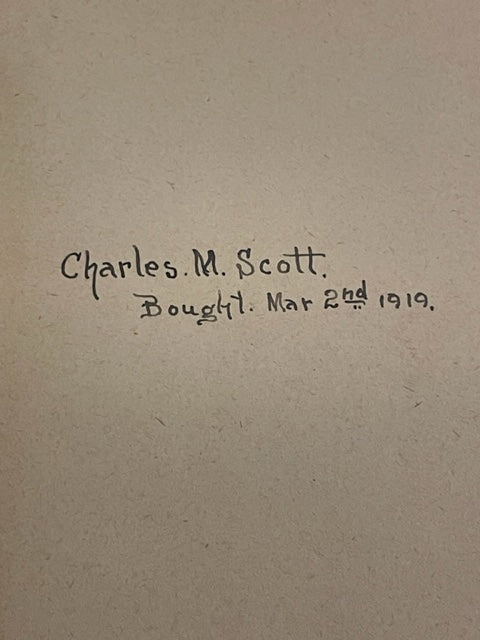 Charles. M. Scott.
Bought. Mar 2nd 1919.